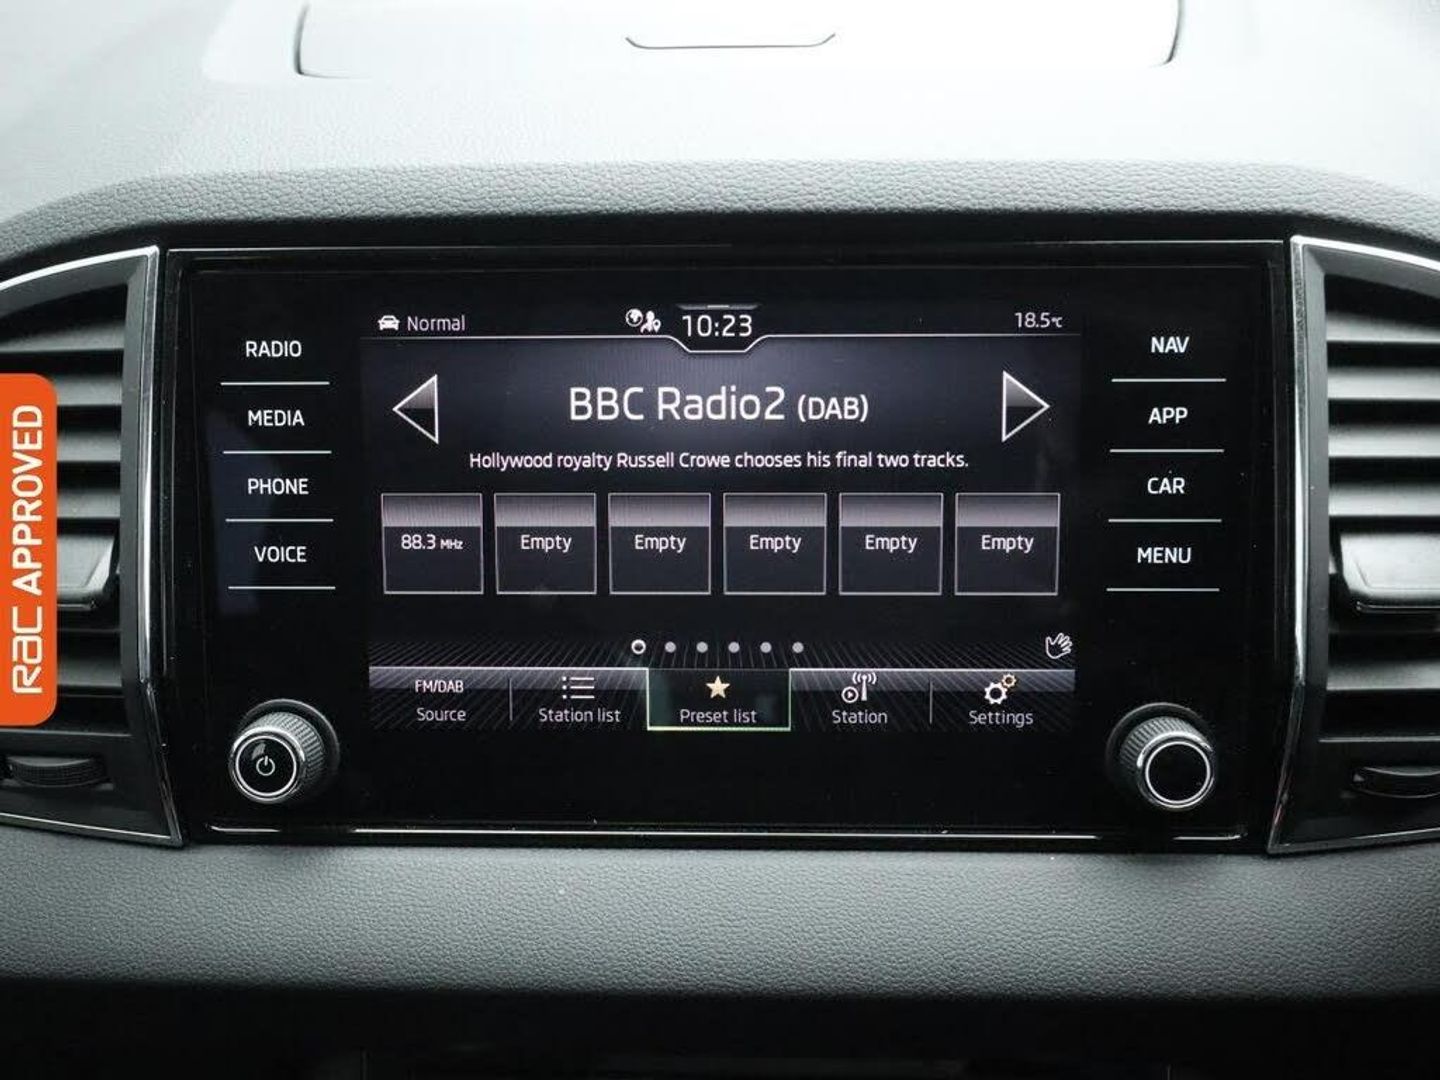 Normal
10:23
18.5°C
RADIO
MEDIA
PHONE
VOICE
BBC Radio2 (DAB)
Hollywood royalty Russell Crowe chooses his final two tracks.
88.3 MHz
Empty
Empty
Empty
Empty
Empty
FM/DAB
Source
Station list
Preset list
Station
Settings
NAV
APP
CAR
MENU
RAC APPROVED